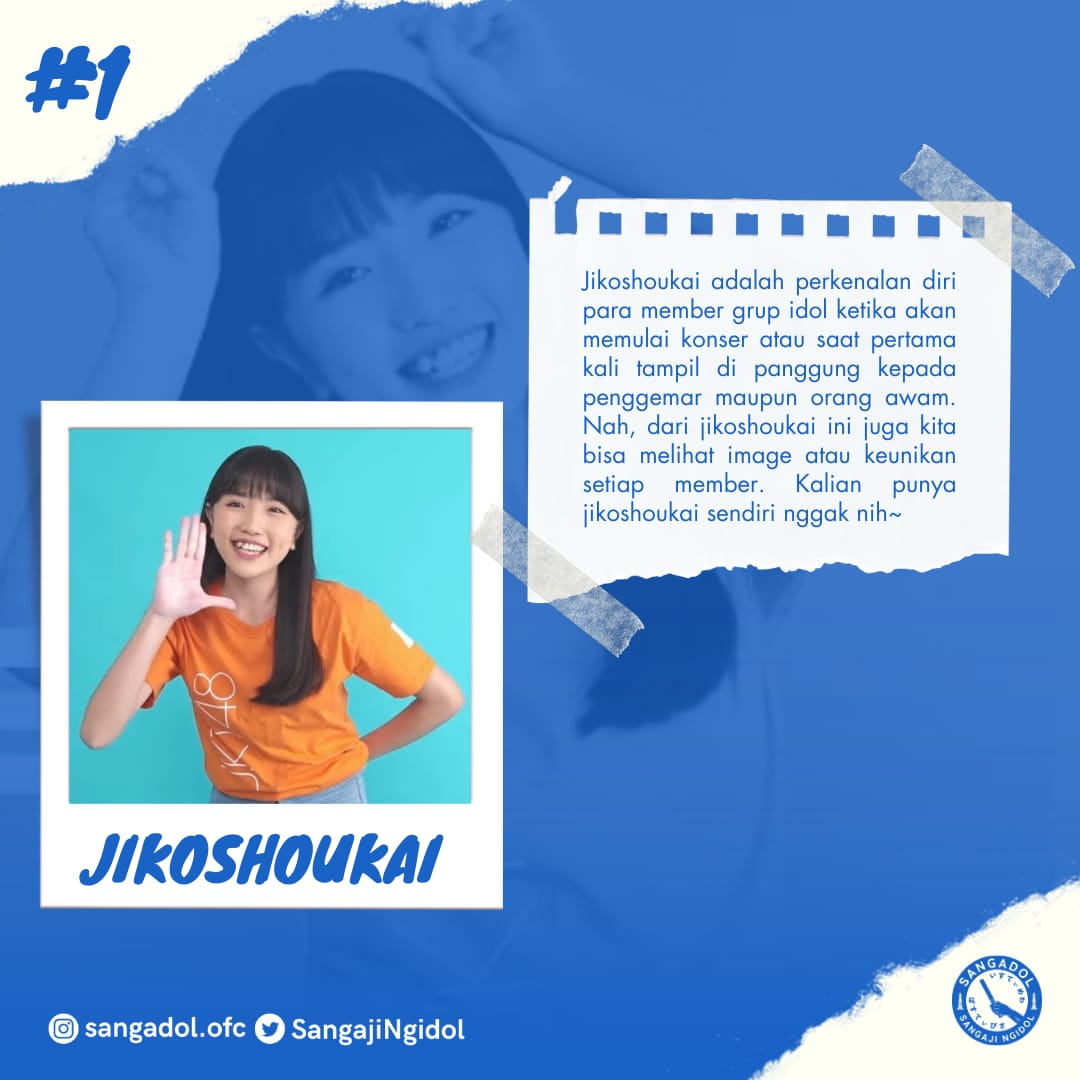 #1
Jikoshoukai adalah perkenalan diri
para member grup idol ketika akan
memulai konser atau saat pertama
kali tampil di panggung kepada
penggemar maupun orang awam.
Nah, dari jikoshoukai ini juga kita
bisa melihat image atau keunikan
setiap member. Kalian punya
jikoshoukai sendiri nggak nih~
JKT48
JIKOSHOUKAI
sangadol.ofc SangajiNgidol
SANGADOL
SANGAJI NGIDOL